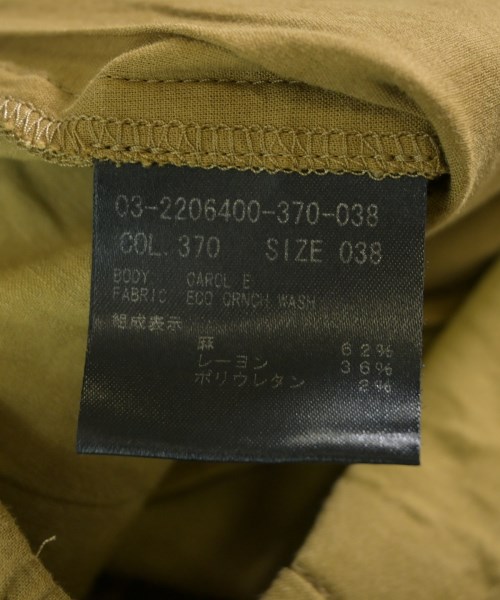 03-2206400-370-038
COL. 370 SIZE 038
BODY: CAROL E
FABRIC: ECO CRNCH WASH
組成表示
麻 62%
レーヨン 36%
ポリウレタン 2%